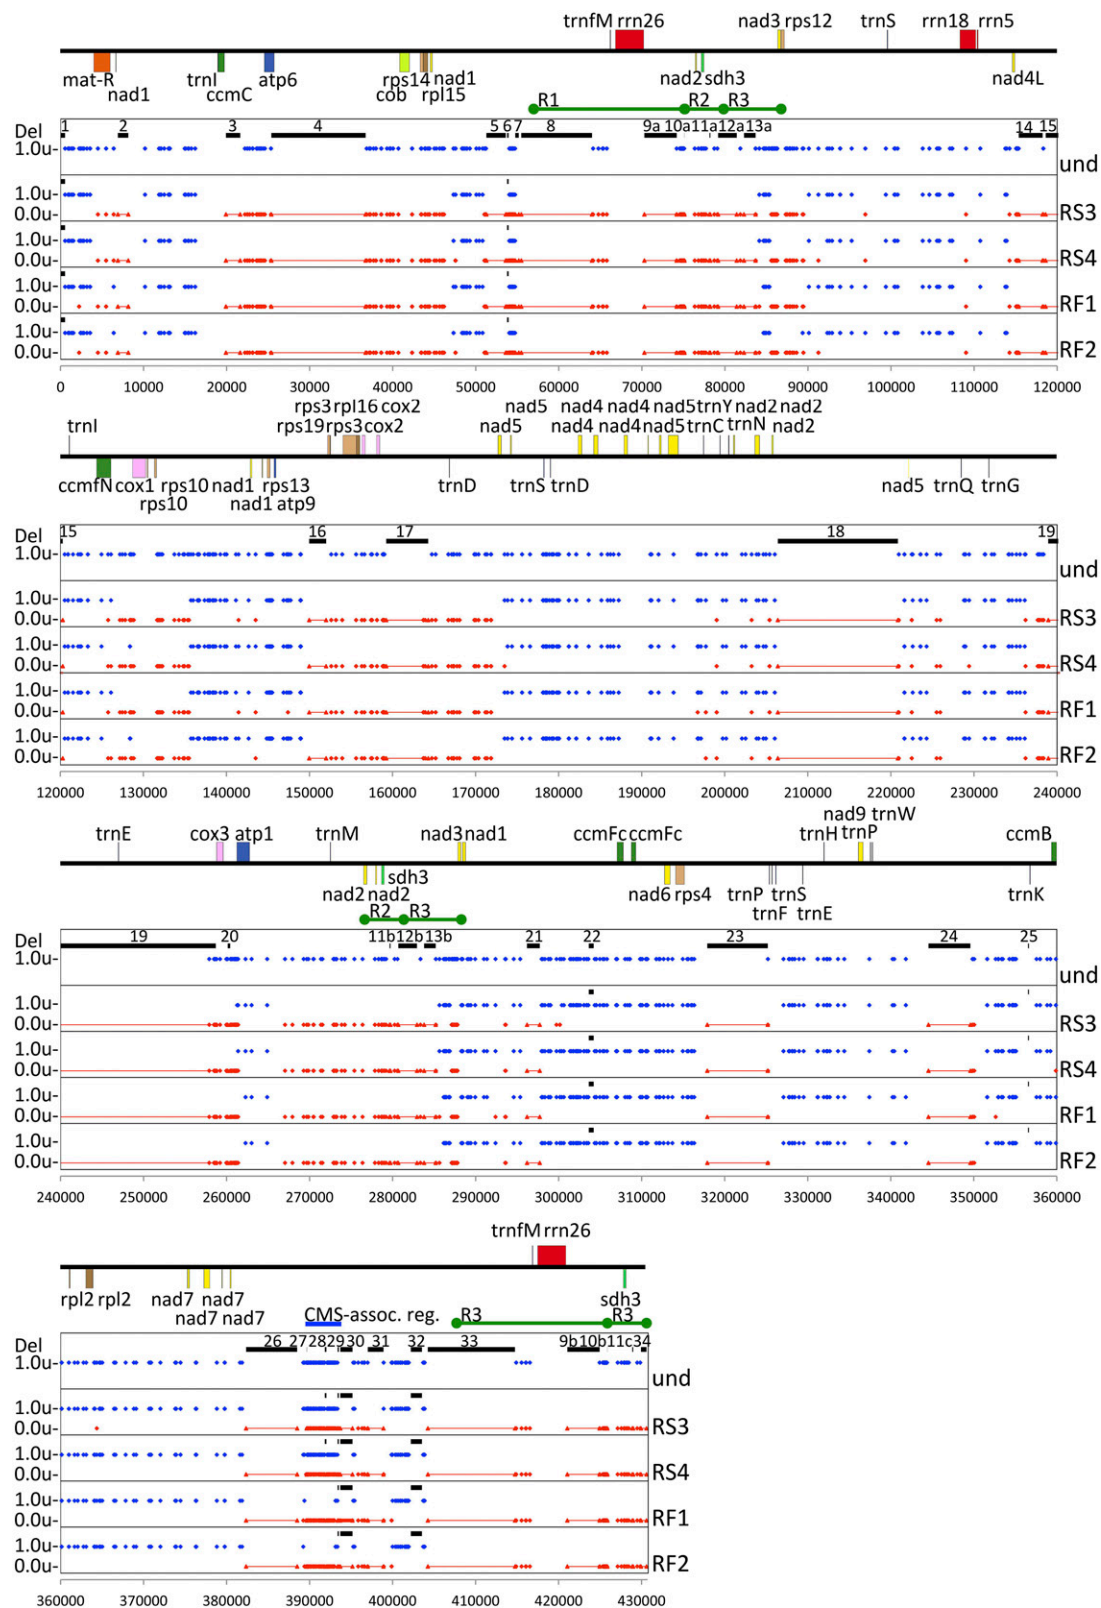 trnfM rrn26 nad3 rps12 trnS rrn18 rrn5
mat-R trnI atp6 rps14 nad1 nad2 sdh3 nad4L
nad1 ccmC cob rpl15
R1 R2 R3
Del 1 2 3 4 5 6 7 8 9a 10a 11a 12a 13a 14 15
1.0u- und
1.0u-
0.0u- RS3
1.0u-
0.0u- RS4
1.0u-
0.0u- RF1
1.0u-
0.0u- RF2
0 10000 20000 30000 40000 50000 60000 70000 80000 90000 100000 110000 120000
rps3 rpl16 cox2 nad5 nad4 nad4 nad5 trnY nad2 nad2
trnI rps19 rps3 cox2 nad5 nad4 nad4 nad5 trnC trnN nad2
ccmfN cox1 rps10 nad1 rps13 trnD trnS trnD nad5 trnQ trnG
rps10 nad1 atp9
Del 15 16 17 18 19
1.0u- und
1.0u-
0.0u- RS3
1.0u-
0.0u- RS4
1.0u-
0.0u- RF1
1.0u-
0.0u- RF2
120000 130000 140000 150000 160000 170000 180000 190000 200000 210000 220000 230000 240000
nad9 trnW
trnE cox3 atp1 trnM nad3 nad1 ccmFc ccmFc trnH trnP ccmB
sdh3
nad2 nad2 nad6 rps4 trnP trnS trnK
trnF trnE
R2 R3
Del 19 20 11b 12b 13b 21 22 23 24 25
1.0u- und
1.0u-
0.0u- RS3
1.0u-
0.0u- RS4
1.0u-
0.0u- RF1
1.0u-
0.0u- RF2
240000 250000 260000 270000 280000 290000 300000 310000 320000 330000 340000 350000 360000
trnfM rrn26
rpl2 rpl2 nad7 nad7 sdh3
nad7 nad7
CMS-assoc. reg. R3 R3
Del 26 27 28 29 30 31 32 33 9b 10b 11c 34
1.0u- und
1.0u-
0.0u- RS3
1.0u-
0.0u- RS4
1.0u-
0.0u- RF1
1.0u-
0.0u- RF2
360000 370000 380000 390000 400000 410000 420000 430000